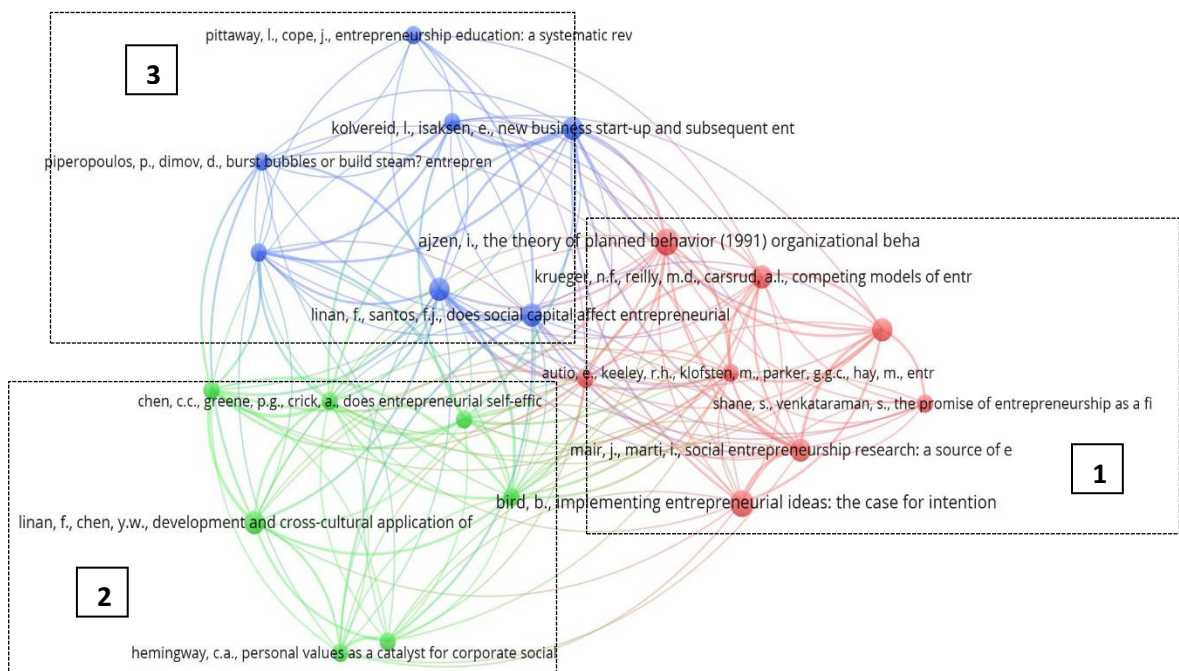 pittaway, l., cope, j., entrepreneurship education: a systematic rev
3
kolvereid, l., isaksen, e., new business start-up and subsequent ent
piperopoulos, p., dimov, d., burst bubbles or build steam? entrepren
ajzen, i., the theory of planned behavior (1991) organizational beha
krueger, n.f., reilly, m.d., carsrud, a.l., competing models of entr
linan, f., santos, f.j., does social capital affect entrepreneurial
autio, e., keeley, r.h., klofsten, m., parker, g.g.c., hay, m., entr
chen, c.c., greene, p.g., crick, a., does entrepreneurial self-effic
shane, s., venkataraman, s., the promise of entrepreneurship as a fi
mair, j., marti, i., social entrepreneurship research: a source of e
1
bird, b., implementing entrepreneurial ideas: the case for intention
linan, f., chen, y.w., development and cross-cultural application of
2
hemingway, c.a., personal values as a catalyst for corporate social